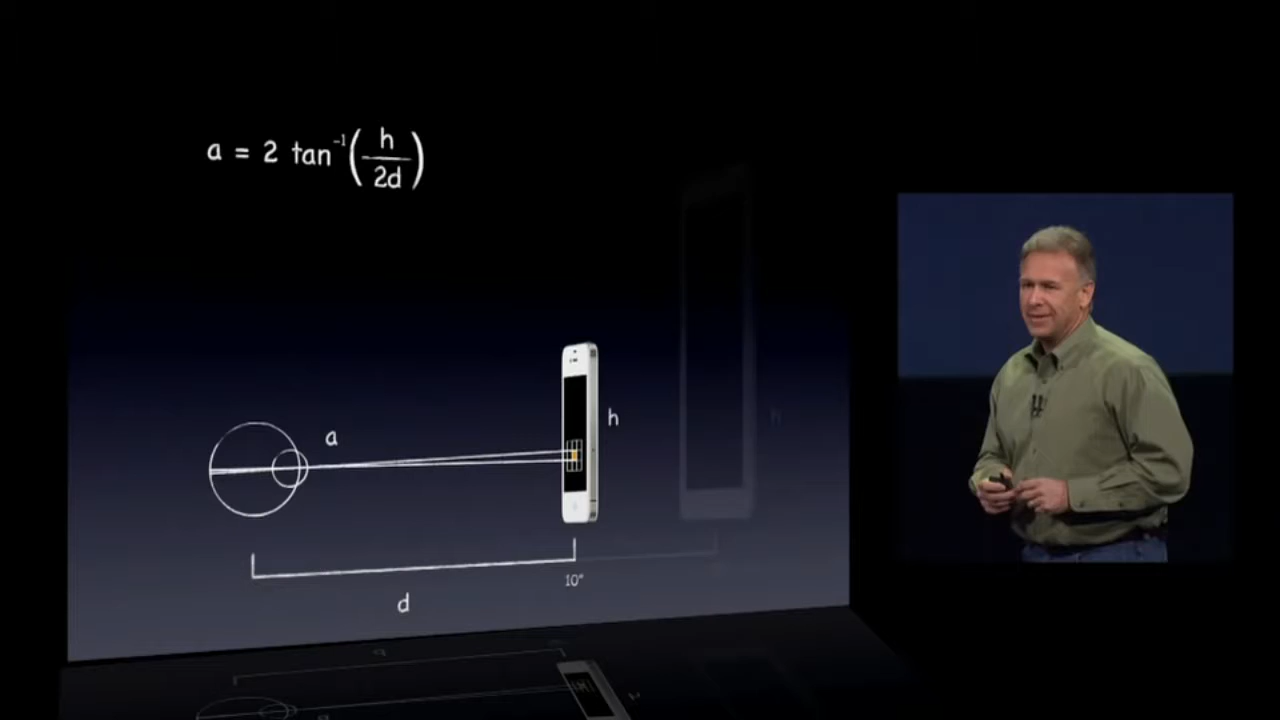 a = 2 tan⁻¹(h/2d)
a
h
10"
d